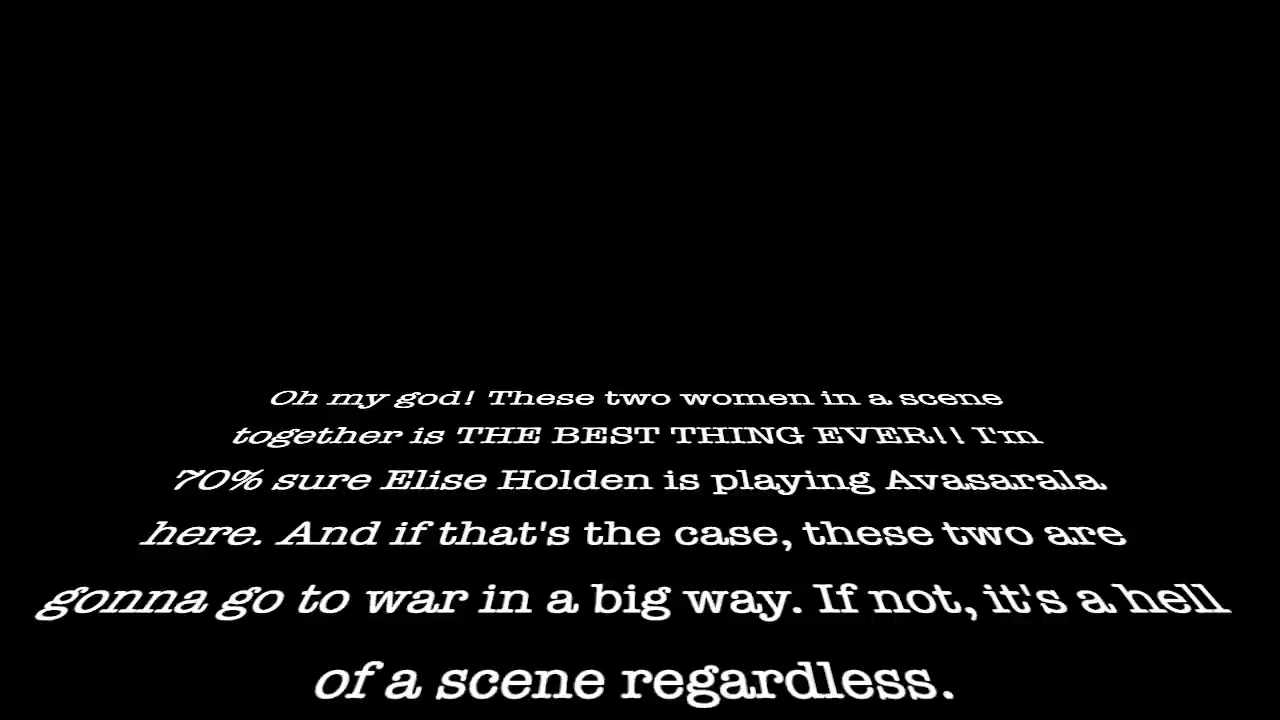 Oh my god! These two women in a scene
together is THE BEST THING EVER!! I'm
70% sure Elise Holden is playing Avasarala
here. And if that's the case, these two are
gonna go to war in a big way. If not, it's a hell
of a scene regardless.